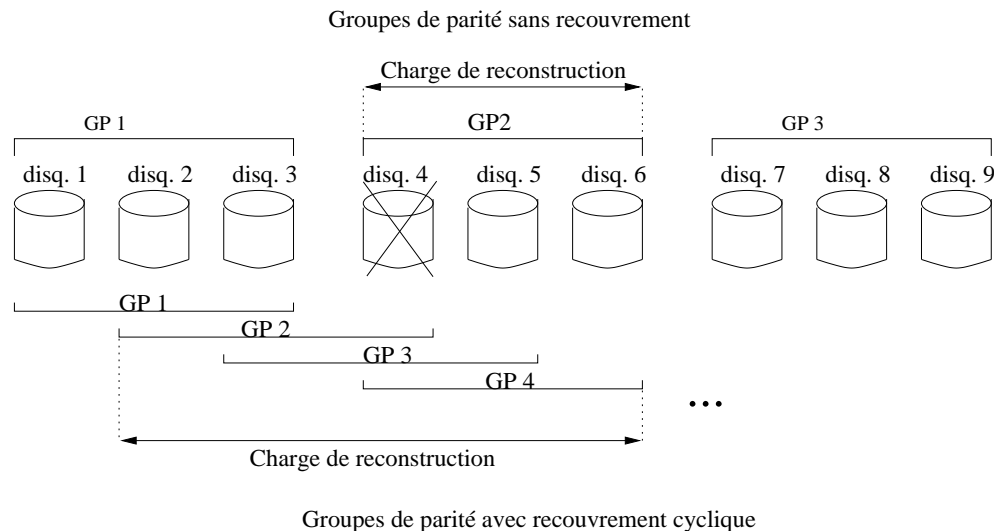 Groupes de parité sans recouvrement
Charge de reconstruction
GP 1
GP2
GP 3
disq. 1 disq. 2 disq. 3 disq. 4 disq. 5 disq. 6 disq. 7 disq. 8 disq. 9
GP 1
GP 2
GP 3
GP 4
...
Charge de reconstruction
Groupes de parité avec recouvrement cyclique